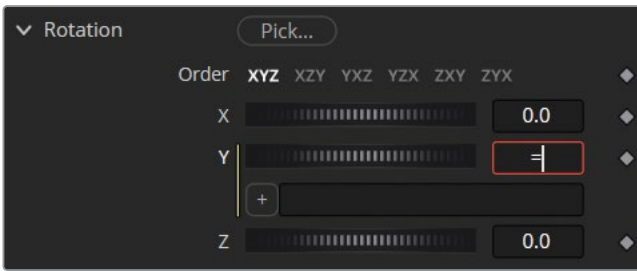 Rotation Pick...
Order XYZ XZY YXZ YZX ZXY ZYX
X 0.0
Y =
+
Z 0.0